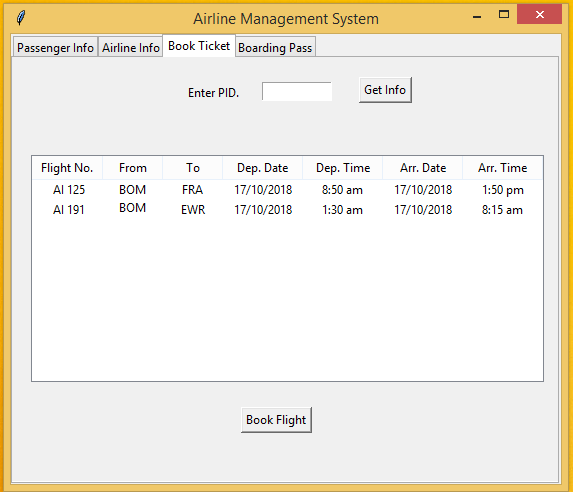 Airline Management System
Passenger Info Airline Info Book Ticket Boarding Pass
Enter PID. Get Info
Flight No. From To Dep. Date Dep. Time Arr. Date Arr. Time
AI 125 BOM FRA 17/10/2018 8:50 am 17/10/2018 1:50 pm
AI 191 BOM EWR 17/10/2018 1:30 am 17/10/2018 8:15 am
Book Flight